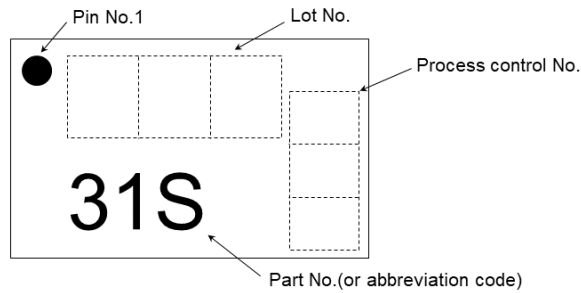 Pin No.1
Lot No.
Process control No.
31S
Part No.(or abbreviation code)